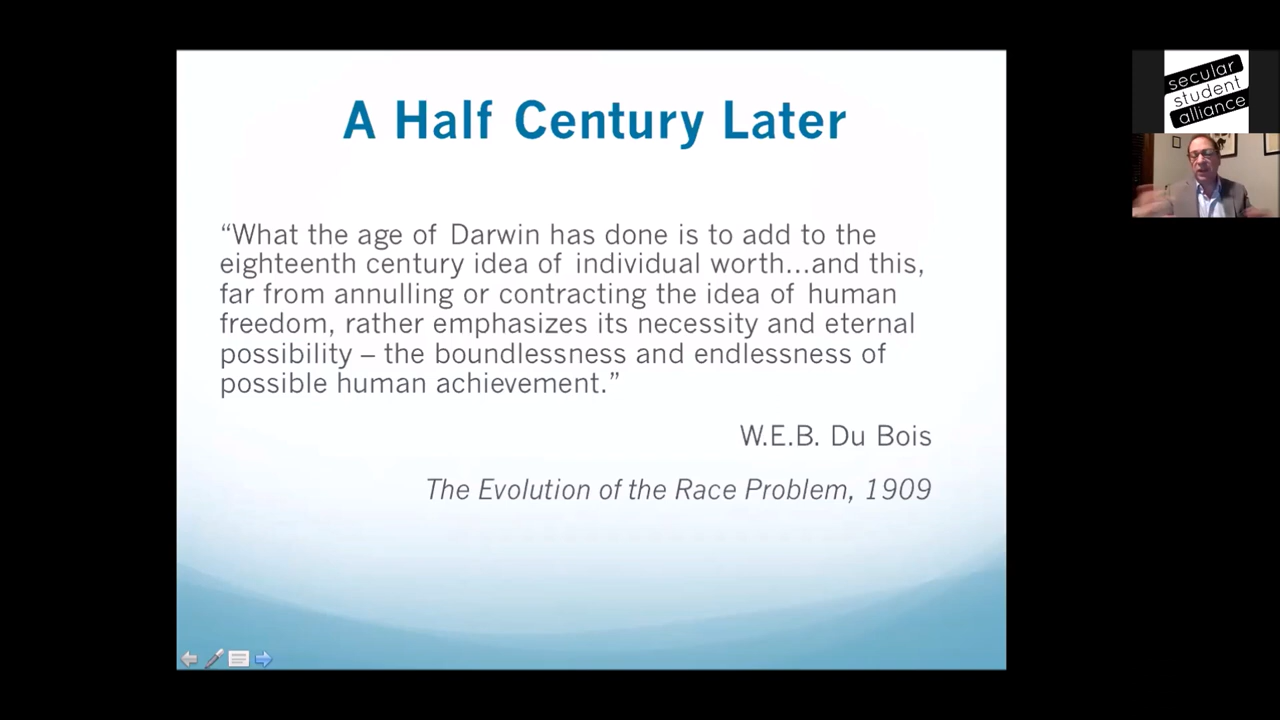 A Half Century Later
“What the age of Darwin has done is to add to the
eighteenth century idea of individual worth...and this,
far from annulling or contracting the idea of human
freedom, rather emphasizes its necessity and eternal
possibility – the boundlessness and endlessness of
possible human achievement.”
W.E.B. Du Bois
The Evolution of the Race Problem, 1909
secular
student
alliance